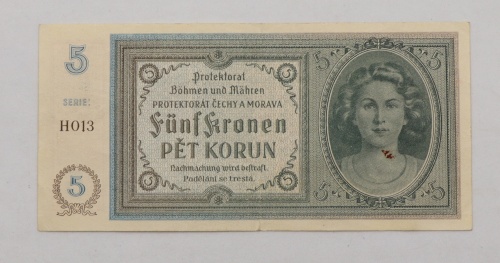 5
SERIE:
H013
5
5
5
Protektorat
Böhmen und Mähren
PROTEKTORÁT ČECHY A MORAVA
Fünf Kronen
PĚT KORUN
Nachmachung wird bestraft.
Padělání se trestá.
5
5